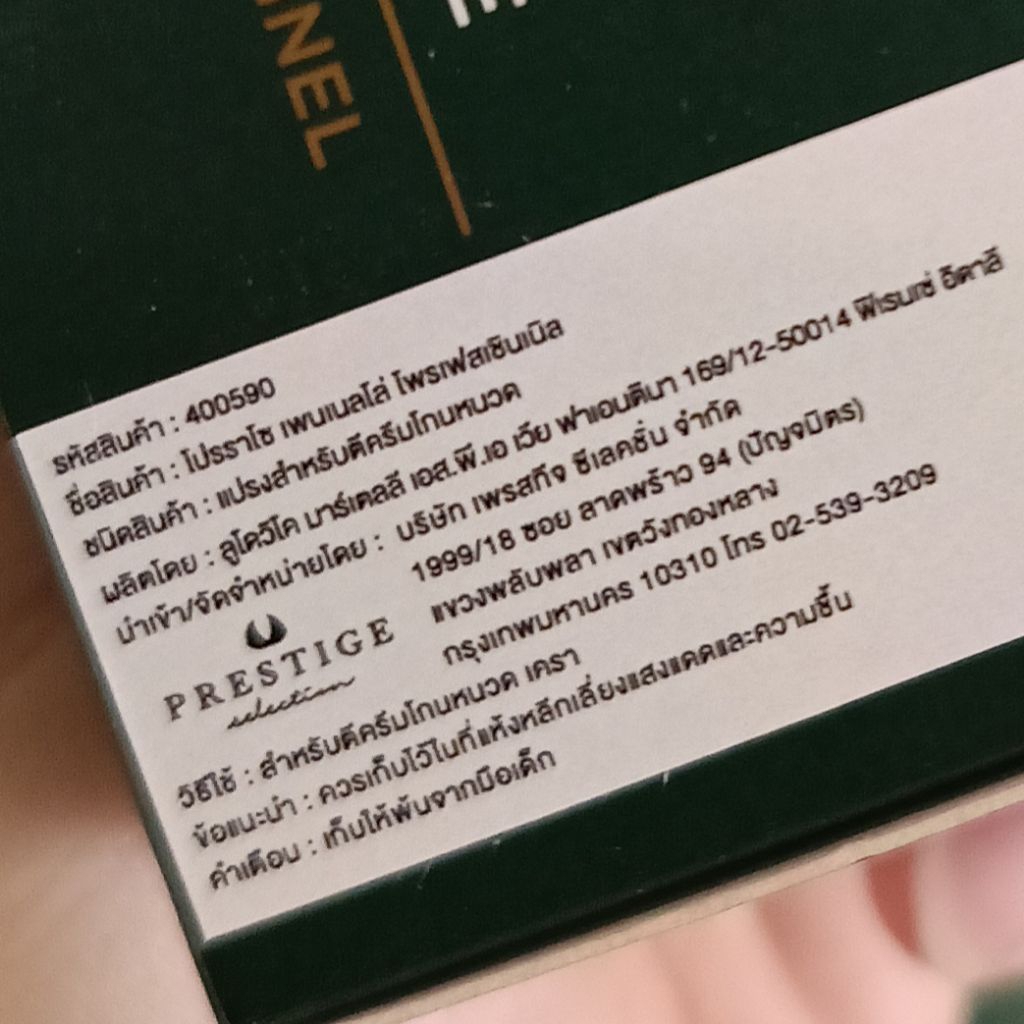 NNEL
รหัสสินค้า : 400590
ชื่อสินค้า : โปรราโซ เพนเนลโล่ โพรเฟสเซินเนิล
ชนิดสินค้า : แปรงสำหรับตีครีมโกนหนวด
ผลิตโดย : ลูโดวิโค มาร์เตลลี เอส.พี.เอ เวีย ฟาเอนตินา 169/12-50014 ฟิเรนเซ่ อิตาลี
นำเข้า/จัดจำหน่ายโดย : บริษัท เพรสทีจ ซีเลคชั่น จำกัด
1999/18 ซอย ลาดพร้าว 94 (ปัญจมิตร)
แขวงพลับพลา เขตวังทองหลาง
กรุงเทพมหานคร 10310 โทร 02-539-3209
PRESTIGE
selection
วิธีใช้ : สำหรับตีครีมโกนหนวด เครา
ข้อแนะนำ : ควรเก็บไว้ในที่แห้งหลีกเลี่ยงแสงแดดและความชื้น
คำเตือน : เก็บให้พ้นจากมือเด็ก